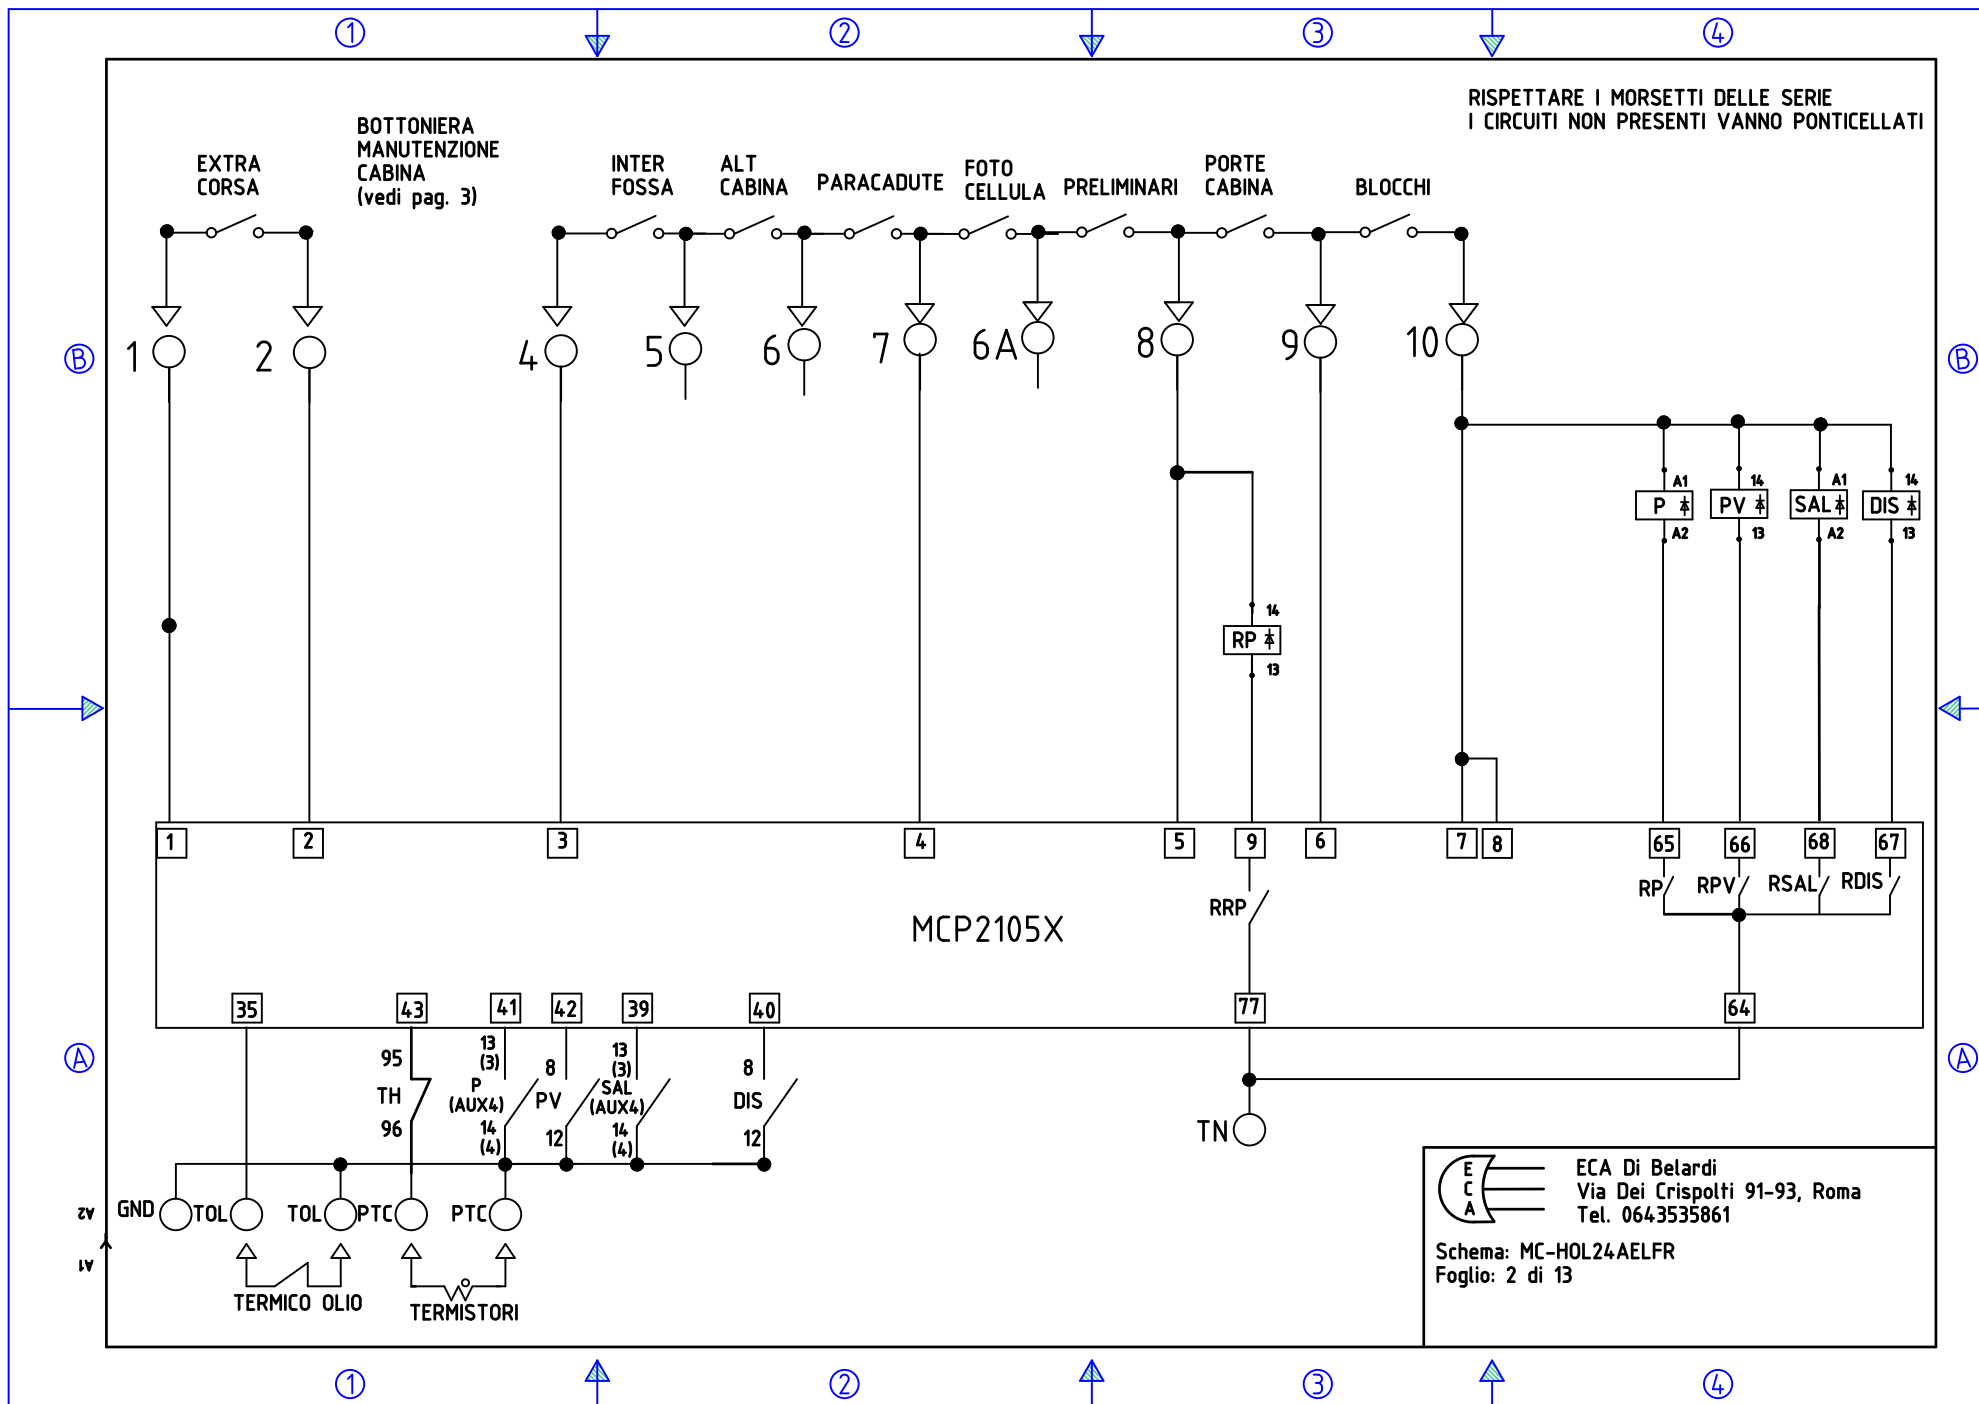 1 2 3 4
RISPETTARE I MORSETTI DELLE SERIE
I CIRCUITI NON PRESENTI VANNO PONTICELLATI
EXTRA
CORSA
BOTTONIERA
MANUTENZIONE
CABINA
(vedi pag. 3)
INTER
FOSSA
ALT
CABINA
PARACADUTE
FOTO
CELLULA
PRELIMINARI
PORTE
CABINA
BLOCCHI
B 1 2 4 5 6 7 6A 8 9 10 B
A1 14 A1 14
P PV SAL DIS
A2 13 A2 13
14
RP
13
1 2 3 4 5 9 6 7 8 65 66 68 67
RP RPV RSAL RDIS
RRP
MCP2105X
35 43 41 42 39 40 77 64
A A
95
TH
96
13
(3)
P
(AUX4)
14
(4)
8
PV
12
13
(3)
SAL
(AUX4)
14
(4)
8
DIS
12
TN
GND TOL TOL PTC PTC
A2
A1
TERMICO OLIO
TERMISTORI
E
C
A
ECA Di Belardi
Via Dei Crispolti 91-93, Roma
Tel. 0643535861
Schema: MC-HOL24AELFR
Foglio: 2 di 13
1 2 3 4